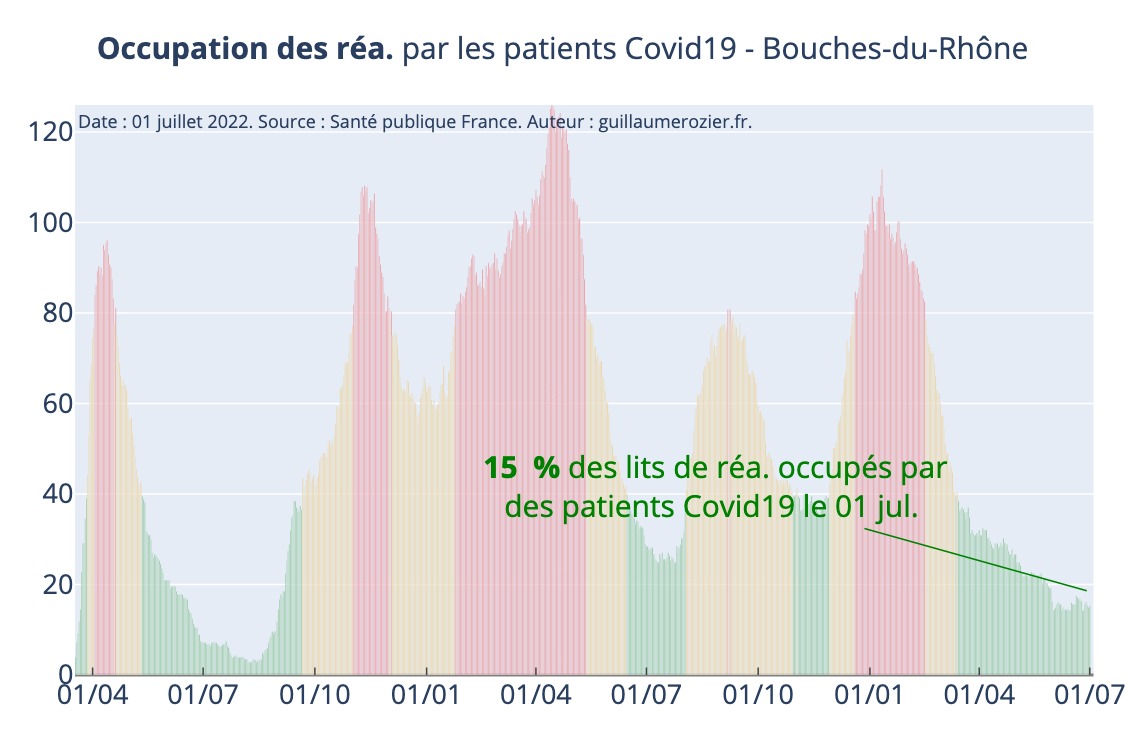 Occupation des réa. par les patients Covid19 - Bouches-du-Rhône
Date : 01 juillet 2022. Source : Santé publique France. Auteur : guillaumerozier.fr.
120
100
80
60
40
20
0
15 % des lits de réa. occupés par
des patients Covid19 le 01 jul.
01/04 01/07 01/10 01/01 01/04 01/07 01/10 01/01 01/04 01/07